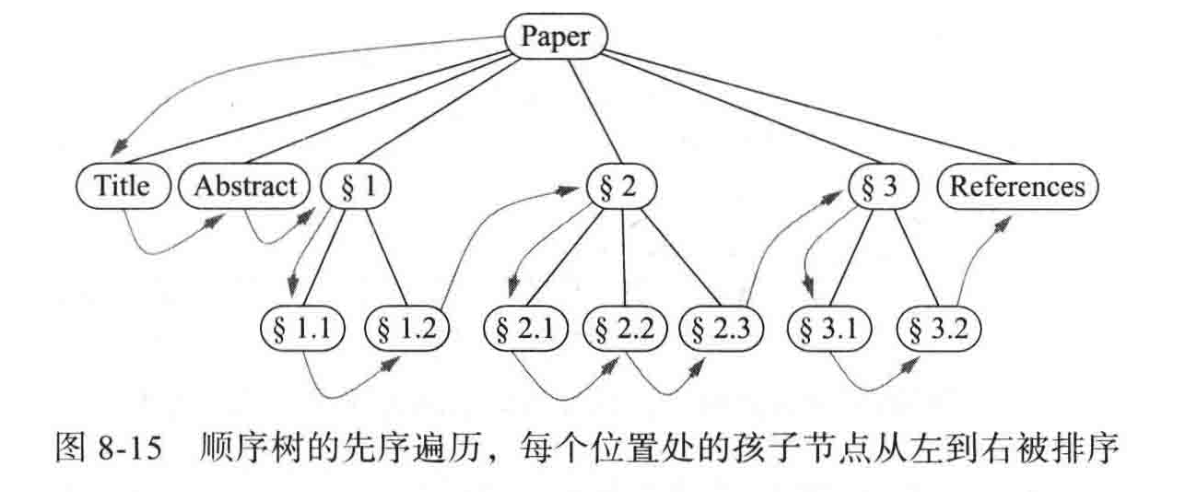 Paper
Title Abstract § 1 § 2 § 3 References
§ 1.1 § 1.2 § 2.1 § 2.2 § 2.3 § 3.1 § 3.2
图 8-15 顺序树的先序遍历，每个位置处的孩子节点从左到右被排序